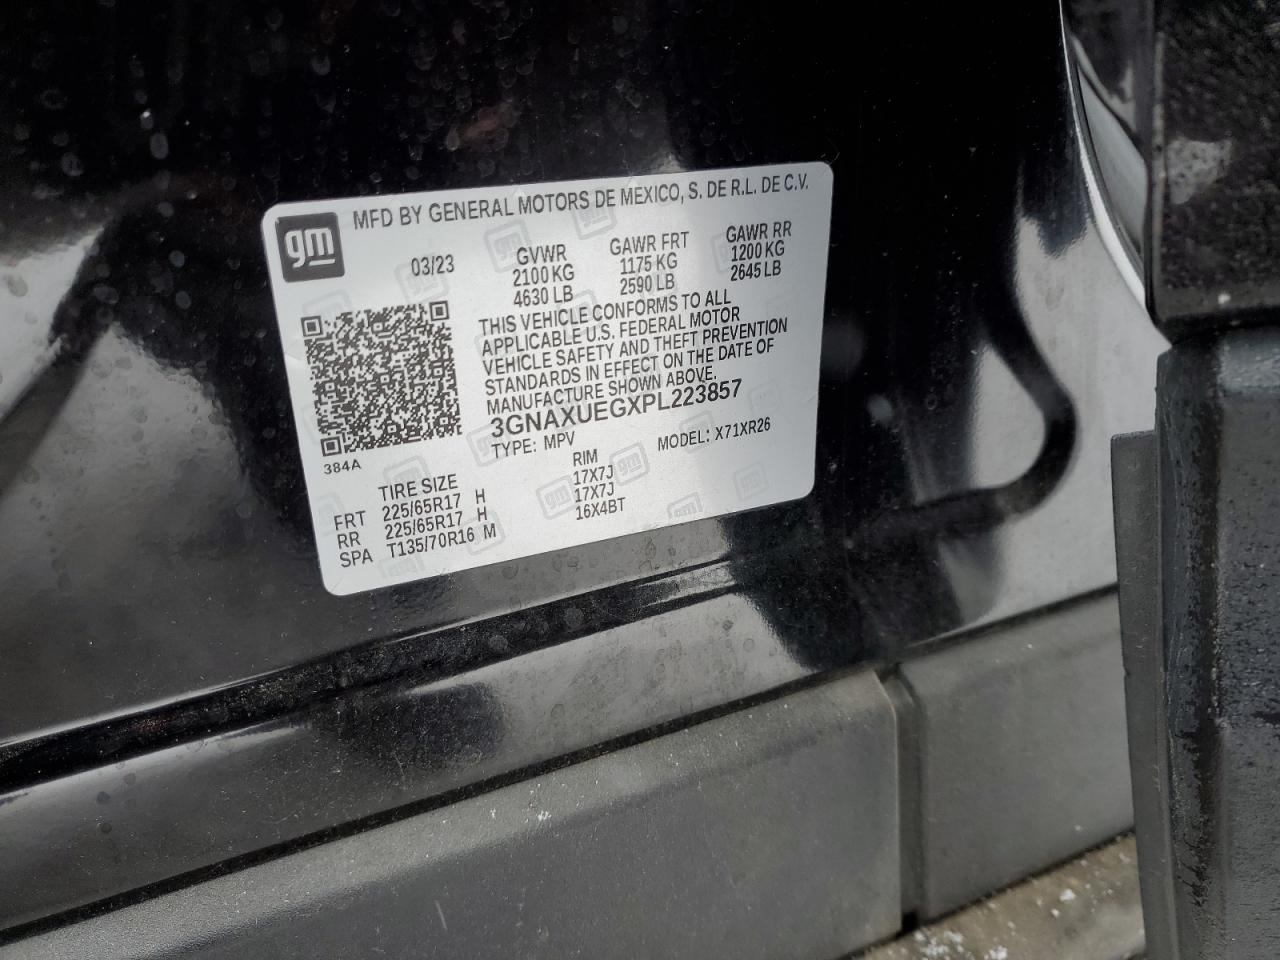 gm
MFD BY GENERAL MOTORS DE MEXICO, S. DE R.L. DE C.V.
03/23 GVWR GAWR FRT GAWR RR
2100 KG 1175 KG 1200 KG
4630 LB 2590 LB 2645 LB
THIS VEHICLE CONFORMS TO ALL
APPLICABLE U.S. FEDERAL MOTOR
VEHICLE SAFETY AND THEFT PREVENTION
STANDARDS IN EFFECT ON THE DATE OF
MANUFACTURE SHOWN ABOVE.
3GNAXUEGXPL223857
TYPE: MPV MODEL: X71XR26
384A
TIRE SIZE RIM
FRT 225/65R17 H 17X7J
RR 225/65R17 H 17X7J
SPA T135/70R16 M 16X4BT